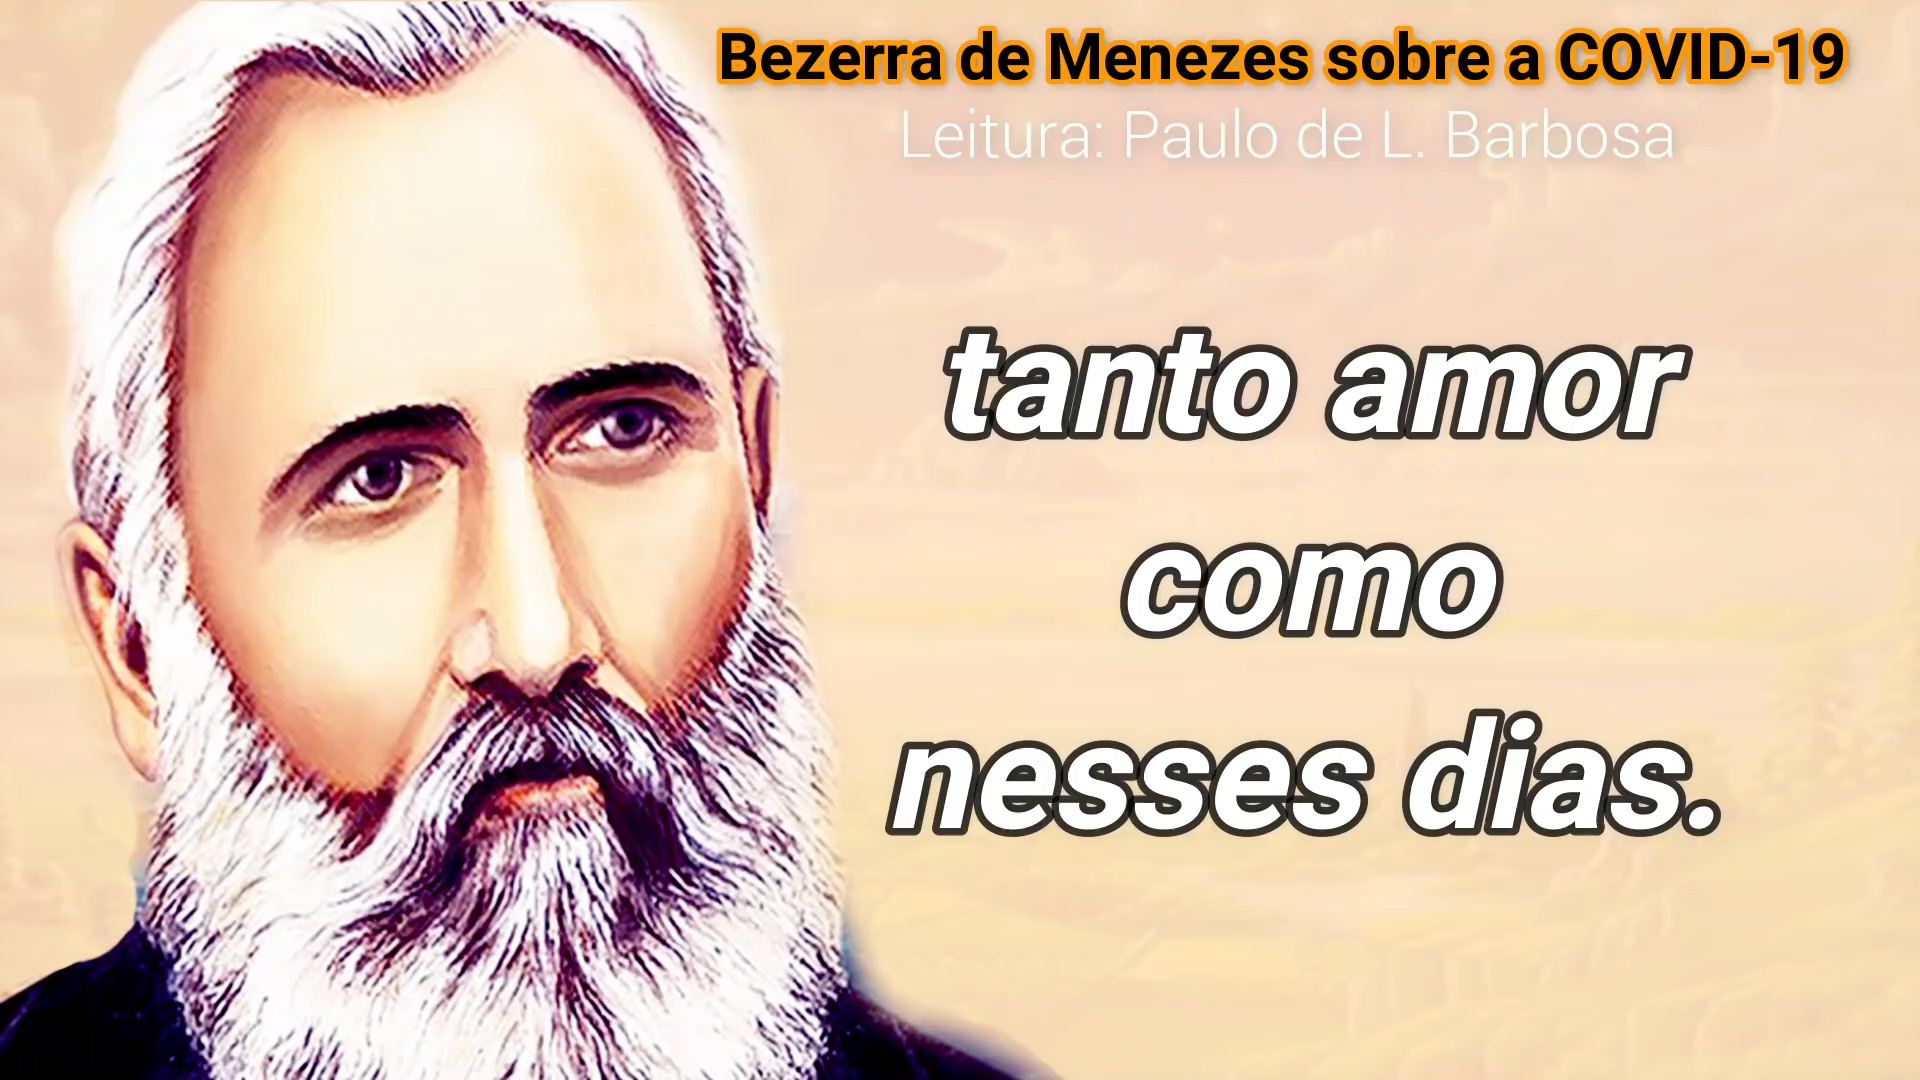 Bezerra de Menezes sobre a COVID-19
Leitura: Paulo de L. Barbosa
tanto amor
como
nesses dias.